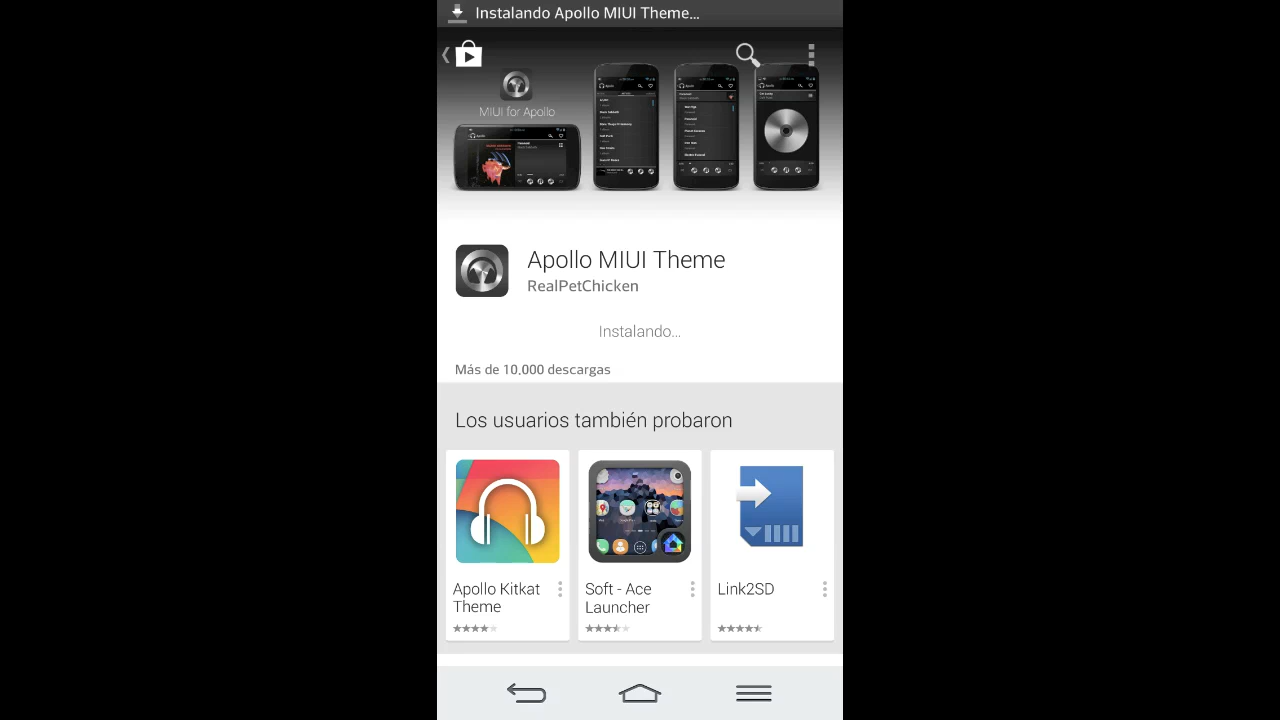 Instalando Apollo MIUI Theme...
MIUI for Apollo
Apollo MIUI Theme
RealPetChicken
Instalando...
Más de 10.000 descargas
Los usuarios también probaron
Apollo Kitkat
Theme
Soft - Ace
Launcher
Link2SD